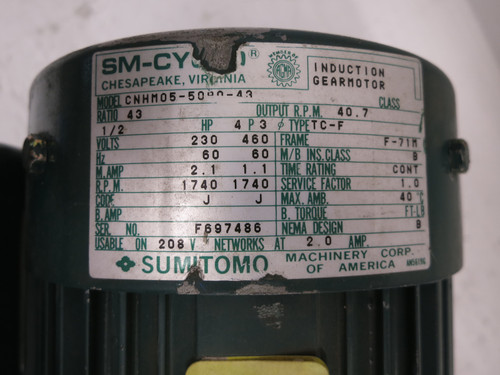 SM-CYCLO® INDUCTION
CHESAPEAKE, VIRGINIA GEARMOTOR
MODEL CNHM05-5090-43 CLASS
RATIO 43 OUTPUT R.P.M. 40.7
1/2 HP 4 P 3 φ TYPE TC-F
VOLTS 230 460 FRAME F-71M
Hz 60 60 M/B INS.CLASS B
M.AMP 2.1 1.1 TIME RATING CONT
R.P.M. 1740 1740 SERVICE FACTOR 1.0
CODE J J MAX. AMB. 40 °C
B.AMP B. TORQUE FT-LB
SER. NO. F697486 NEMA DESIGN B
USABLE ON 208 V NETWORKS AT 2.0 AMP.
SUMITOMO MACHINERY CORP.
OF AMERICA